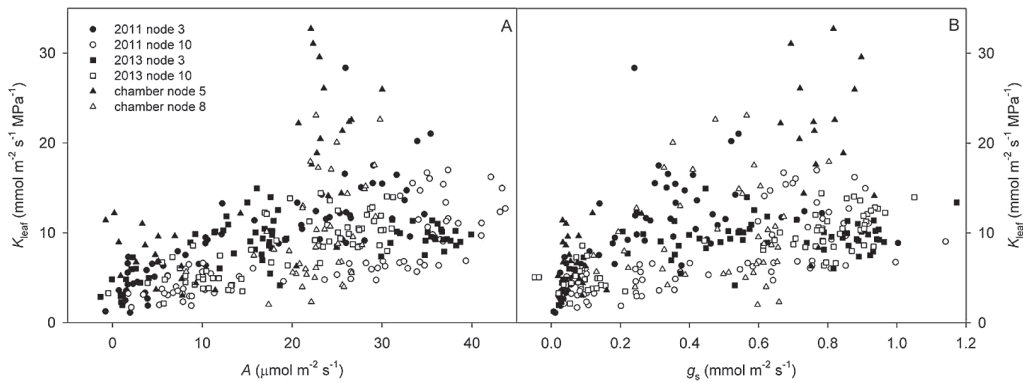 A
B
2011 node 3
2011 node 10
2013 node 3
2013 node 10
chamber node 5
chamber node 8
30
20
10
0
K leaf (mmol m-2 s-1 MPa-1)
0 10 20 30 40
A (μmol m-2 s-1)
0.0 0.2 0.4 0.6 0.8 1.0 1.2
gs (mmol m-2 s-1)
30
20
10
0
K leaf (mmol m-2 s-1 MPa-1)